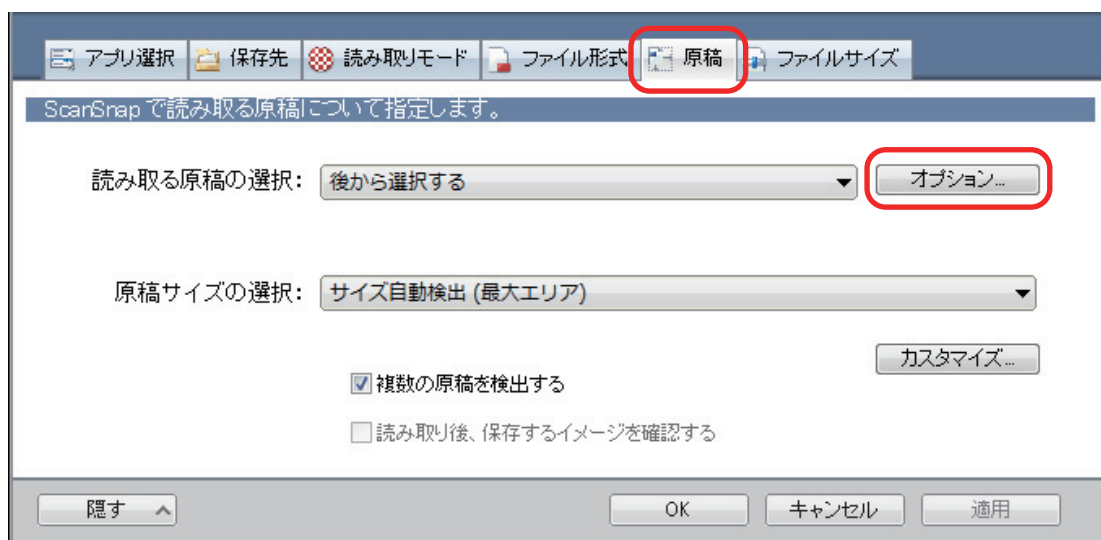 アプリ選択 保存先 読み取りモード ファイル形式 原稿 ファイルサイズ
ScanSnap で読み取る原稿について指定します。
読み取る原稿の選択: 後から選択する オプション...
原稿サイズの選択: サイズ自動検出 (最大エリア)
カスタマイズ...
複数の原稿を検出する
読み取り後、保存するイメージを確認する
隠す OK キャンセル 適用